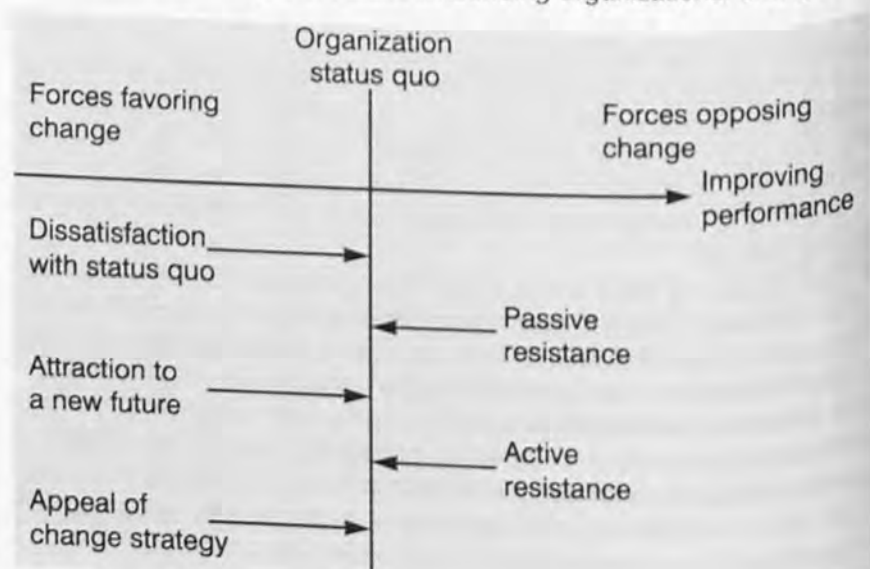 Organization
status quo
Forces favoring
change
Forces opposing
change
Improving
performance
Dissatisfaction
with status quo
Passive
resistance
Attraction to
a new future
Active
resistance
Appeal of
change strategy